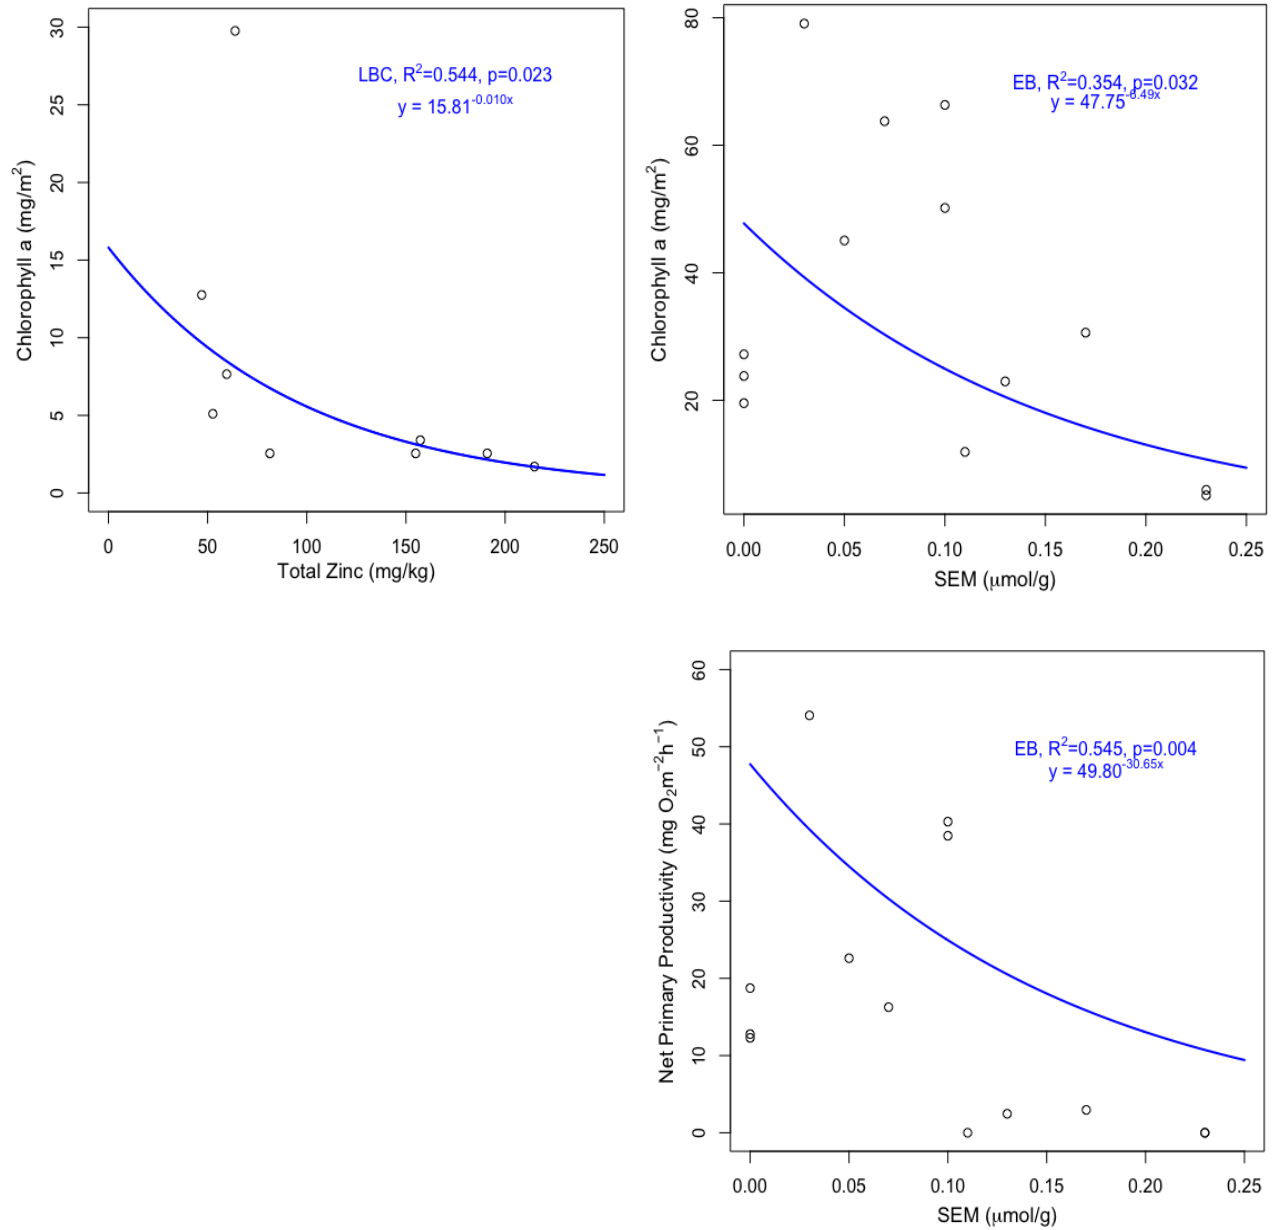 30
25
20
15
10
5
0
Chlorophyll a (mg/m²)
LBC, R²=0.544, p=0.023
y = 15.81^-0.010x
0 50 100 150 200 250
Total Zinc (mg/kg)
80
60
40
20
Chlorophyll a (mg/m²)
EB, R²=0.354, p=0.032
y = 47.75^-6.49x
0.00 0.05 0.10 0.15 0.20 0.25
SEM (μmol/g)
60
50
40
30
20
10
0
Net Primary Productivity (mg O₂m⁻²h⁻¹)
EB, R²=0.545, p=0.004
y = 49.80^-30.65x
0.00 0.05 0.10 0.15 0.20 0.25
SEM (μmol/g)